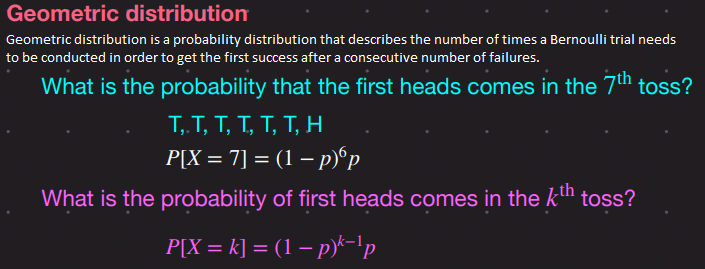 Geometric distribution
Geometric distribution is a probability distribution that describes the number of times a Bernoulli trial needs
to be conducted in order to get the first success after a consecutive number of failures.
What is the probability that the first heads comes in the 7th toss?
T, T, T, T, T, T, H
P[X = 7] = (1 − p)⁶p
What is the probability of first heads comes in the kth toss?
P[X = k] = (1 − p)ᵏ⁻¹p